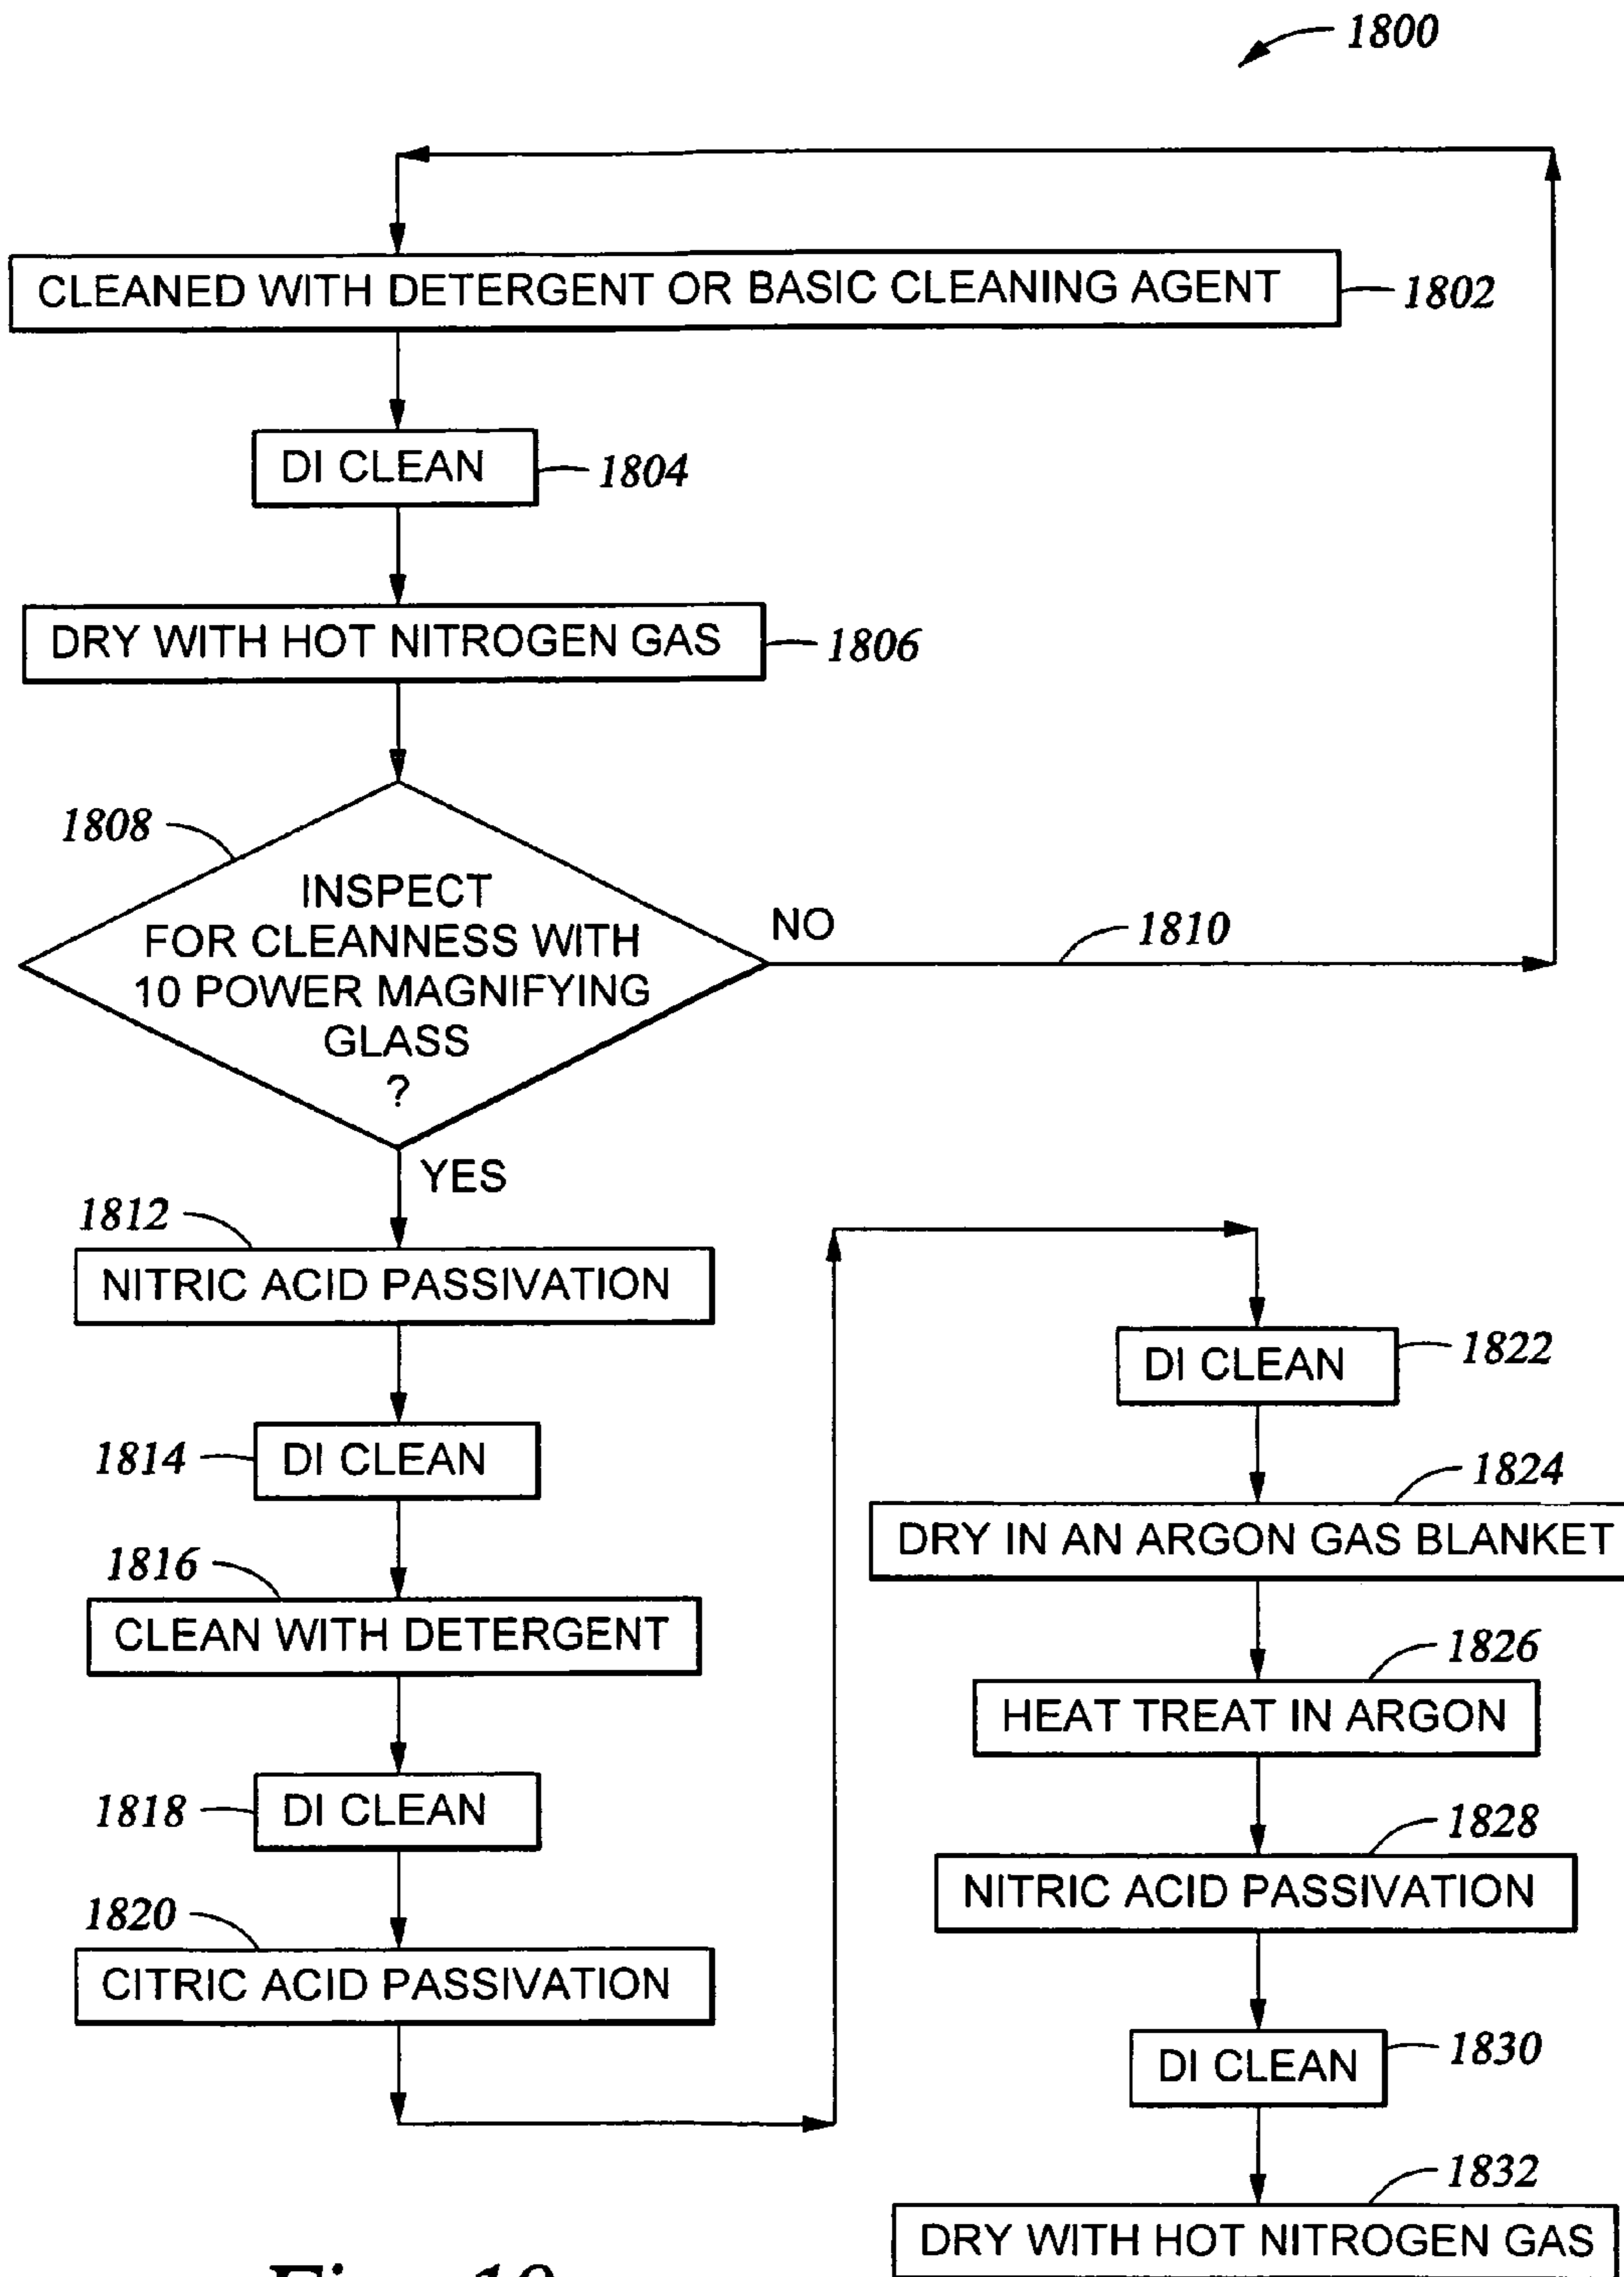 1800
CLEANED WITH DETERGENT OR BASIC CLEANING AGENT
1802
DI CLEAN
1804
DRY WITH HOT NITROGEN GAS
1806
1808
INSPECT
FOR CLEANNESS WITH
10 POWER MAGNIFYING
GLASS
?
NO
1810
YES
1812
NITRIC ACID PASSIVATION
1814
DI CLEAN
1816
CLEAN WITH DETERGENT
1818
DI CLEAN
1820
CITRIC ACID PASSIVATION
1822
DI CLEAN
1824
DRY IN AN ARGON GAS BLANKET
1826
HEAT TREAT IN ARGON
1828
NITRIC ACID PASSIVATION
1830
DI CLEAN
1832
DRY WITH HOT NITROGEN GAS